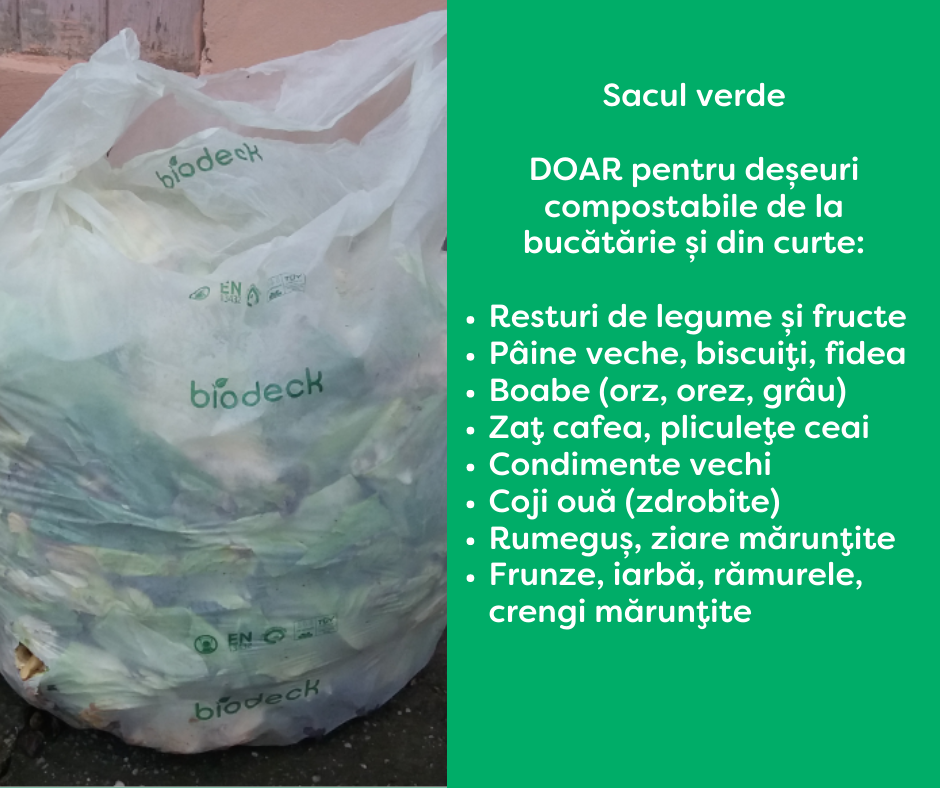 biodeck
EN
biodeck
EN
biodeck
Sacul verde
DOAR pentru deșeuri
compostabile de la
bucătărie și din curte:
• Resturi de legume și fructe
• Pâine veche, biscuiţi, fidea
• Boabe (orz, orez, grâu)
• Zaţ cafea, pliculeţe ceai
• Condimente vechi
• Coji ouă (zdrobite)
• Rumeguș, ziare mărunţite
• Frunze, iarbă, rămurele,
crengi mărunţite